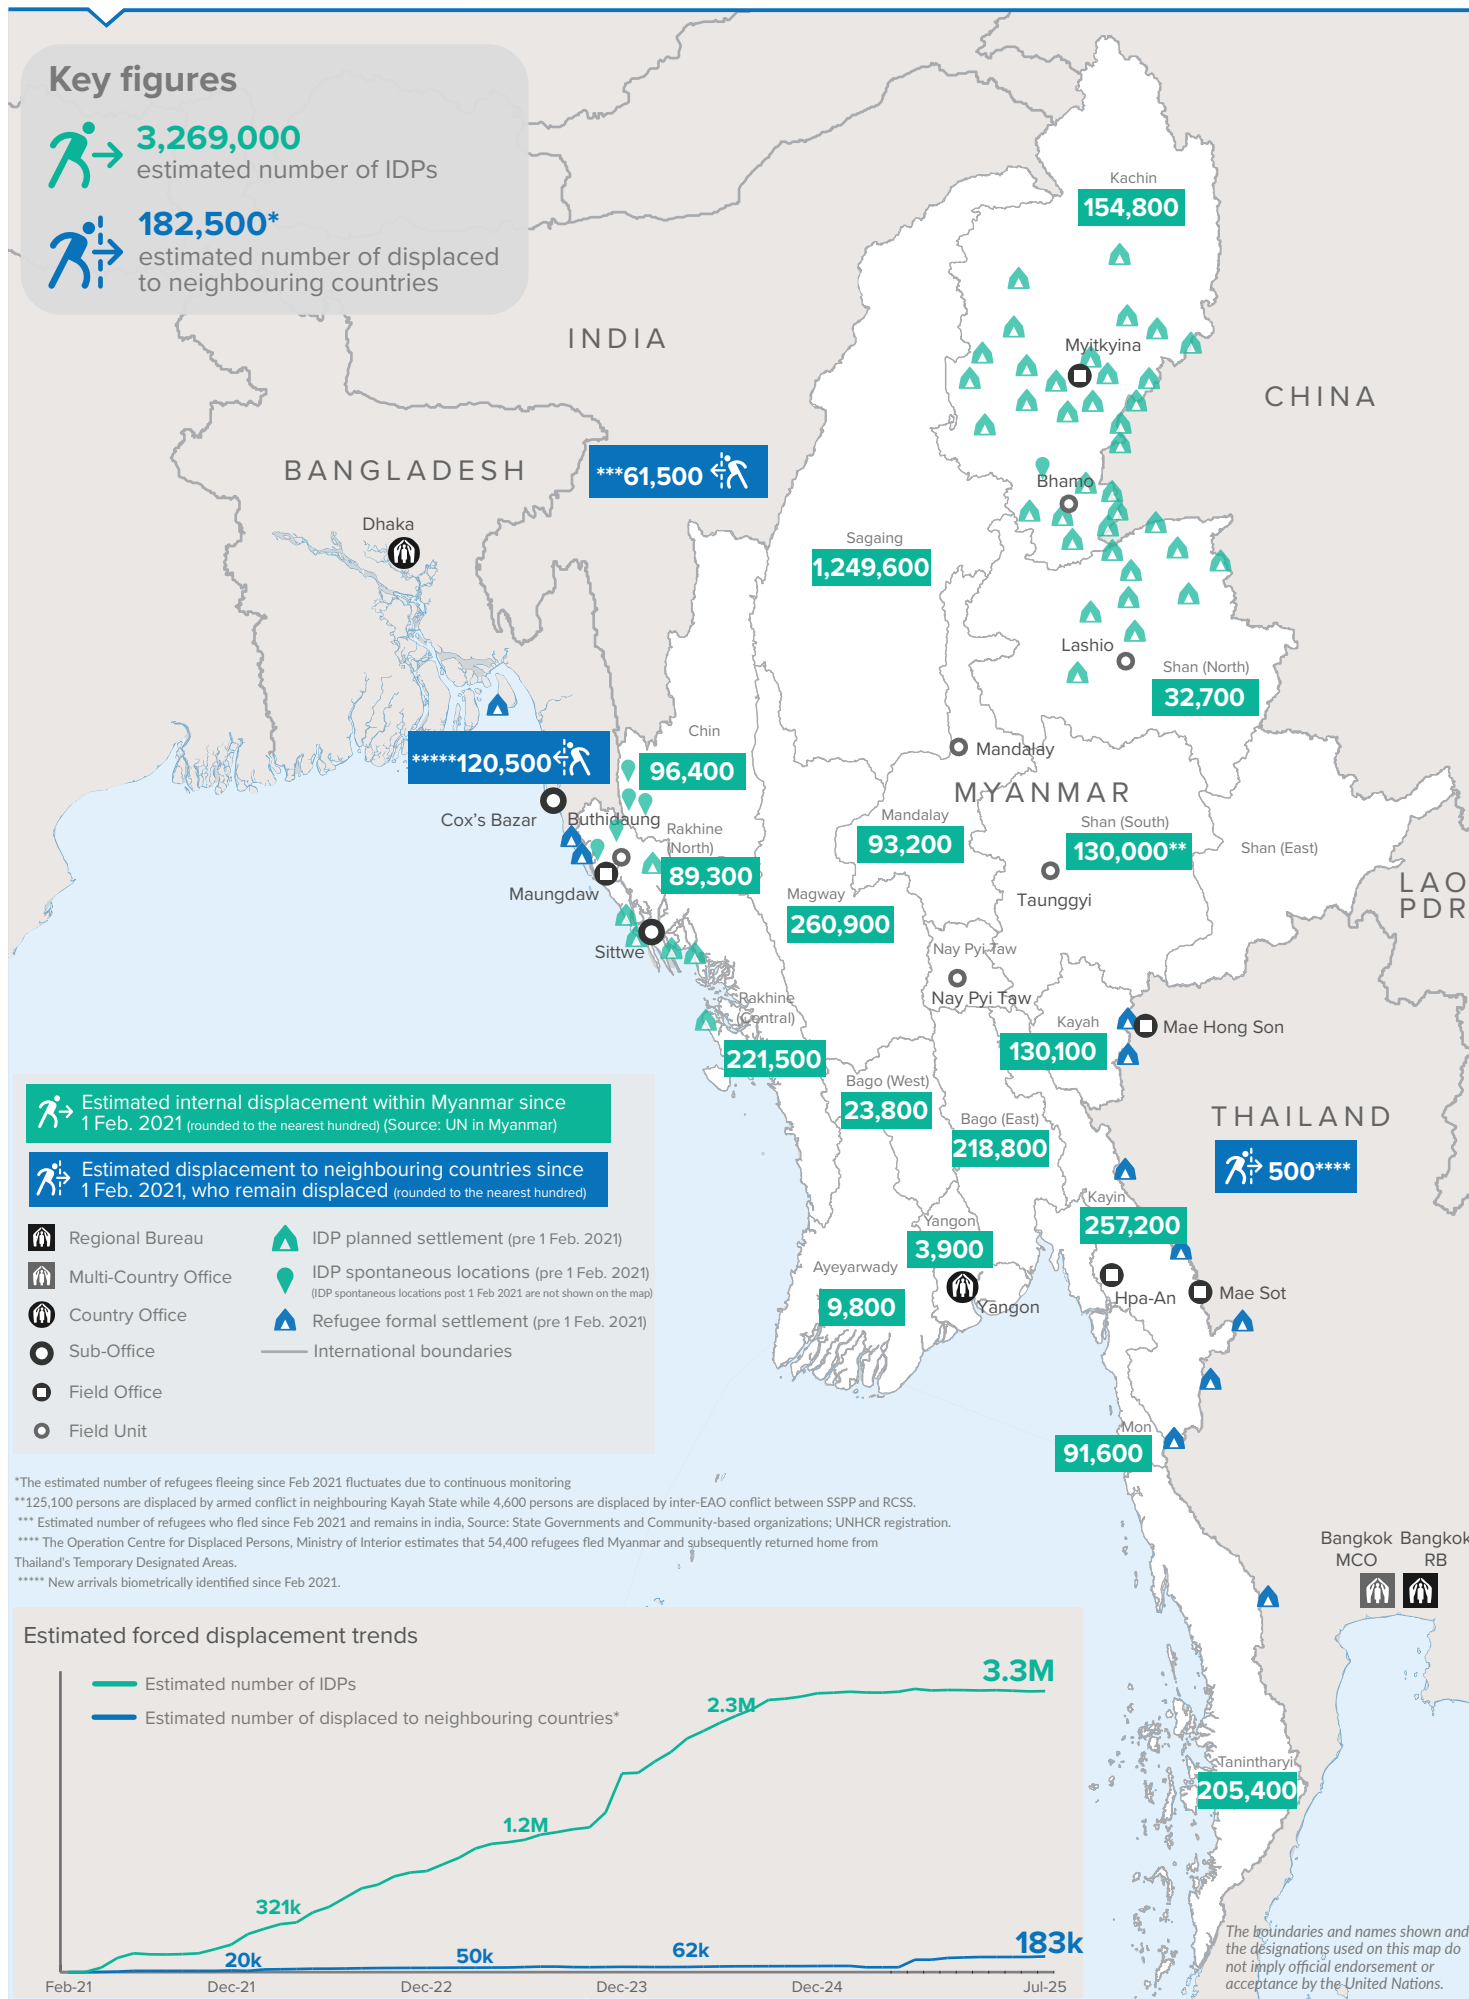 Key figures
3,269,000
estimated number of IDPs
182,500*
estimated number of displaced
to neighbouring countries
INDIA
CHINA
BANGLADESH
Dhaka
***61,500
Kachin
154,800
Myitkyina
Bhamo
Sagaing
1,249,600
Lashio
Shan (North)
32,700
Chin
96,400
*****120,500
Cox's Bazar
Buthidaung
Rakhine
(North)
89,300
Maungdaw
Sittwe
Mandalay
MYANMAR
Mandalay
93,200
Shan (South)
130,000**
Taunggyi
Shan (East)
LAO
PDR
Magway
260,900
Nay Pyi Taw
Nay Pyi Taw
Rakhine
(Central)
221,500
Kayah
130,100
Mae Hong Son
Bago (West)
23,800
Bago (East)
218,800
THAILAND
500****
Kayin
257,200
Yangon
3,900
Yangon
Ayeyarwady
9,800
Hpa-An
Mae Sot
Mon
91,600
Bangkok
MCO
Bangkok
RB
Tanintharyi
205,400
Estimated internal displacement within Myanmar since
1 Feb. 2021 (rounded to the nearest hundred) (Source: UN in Myanmar)
Estimated displacement to neighbouring countries since
1 Feb. 2021, who remain displaced (rounded to the nearest hundred)
Regional Bureau
Multi-Country Office
Country Office
Sub-Office
Field Office
Field Unit
IDP planned settlement (pre 1 Feb. 2021)
IDP spontaneous locations (pre 1 Feb. 2021)
(IDP spontaneous locations post 1 Feb 2021 are not shown on the map)
Refugee formal settlement (pre 1 Feb. 2021)
International boundaries
*The estimated number of refugees fleeing since Feb 2021 fluctuates due to continuous monitoring
**125,100 persons are displaced by armed conflict in neighbouring Kayah State while 4,600 persons are displaced by inter-EAO conflict between SSPP and RCSS.
*** Estimated number of refugees who fled since Feb 2021 and remains in india, Source: State Governments and Community-based organizations; UNHCR registration.
**** The Operation Centre for Displaced Persons, Ministry of Interior estimates that 54,400 refugees fled Myanmar and subsequently returned home from
Thailand's Temporary Designated Areas.
***** New arrivals biometrically identified since Feb 2021.
Estimated forced displacement trends
Estimated number of IDPs
Estimated number of displaced to neighbouring countries*
3.3M
2.3M
1.2M
321k
20k
50k
62k
183k
Feb-21
Dec-21
Dec-22
Dec-23
Dec-24
Jul-25
The boundaries and names shown and
the designations used on this map do
not imply official endorsement or
acceptance by the United Nations.